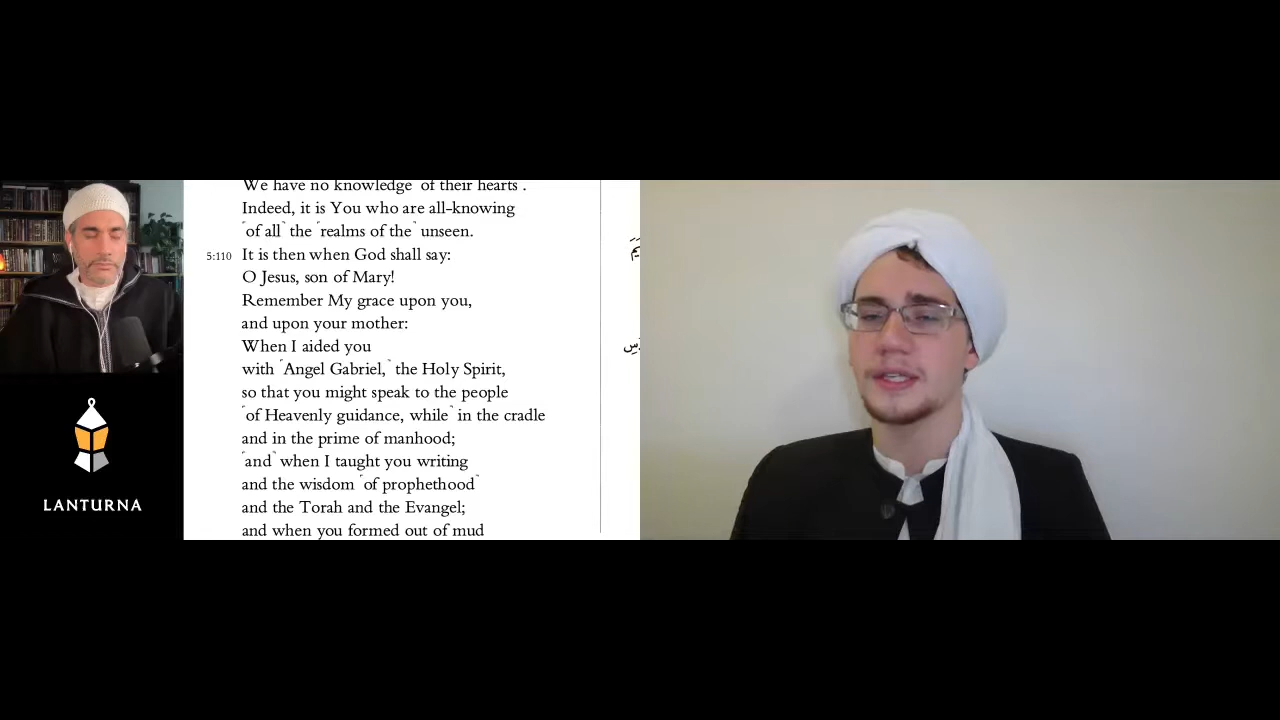 We have no knowledge ⸢of their hearts⸣.
Indeed, it is You who are all-knowing
⸢of all⸣ the ⸢realms of the⸣ unseen.
5:110 It is then when God shall say:
O Jesus, son of Mary!
Remember My grace upon you,
and upon your mother:
When I aided you
with ⸢Angel Gabriel,⸣ the Holy Spirit,
so that you might speak to the people
⸢of Heavenly guidance, while⸣ in the cradle
and in the prime of manhood;
⸢and⸣ when I taught you writing
and the wisdom ⸢of prophethood⸣
and the Torah and the Evangel;
and when you formed out of mud
LANTURNA